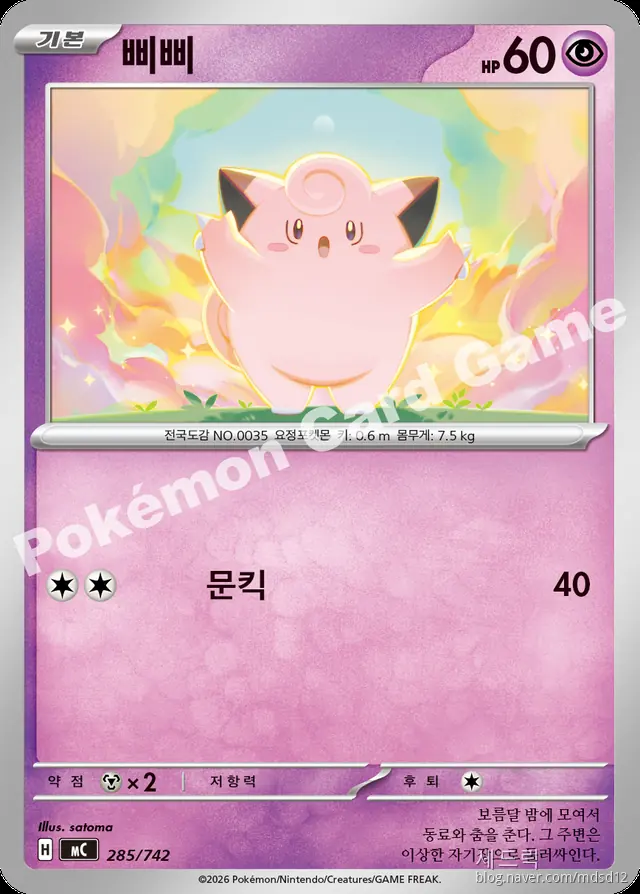 기본
삐삐
HP 60
전국도감 NO.0035 요정포켓몬 키: 0.6 m 몸무게: 7.5 kg
Pokémon Card Game
문킥 40
약점 ×2 저항력 후퇴
보름달 밤에 모여서
동료와 춤을 춘다. 그 주변은
이상한 자기장으로 둘러싸인다.
Illus. satoma
H MC 285/742
©2026 Pokémon/Nintendo/Creatures/GAME FREAK.
blog.naver.com/mdsd12